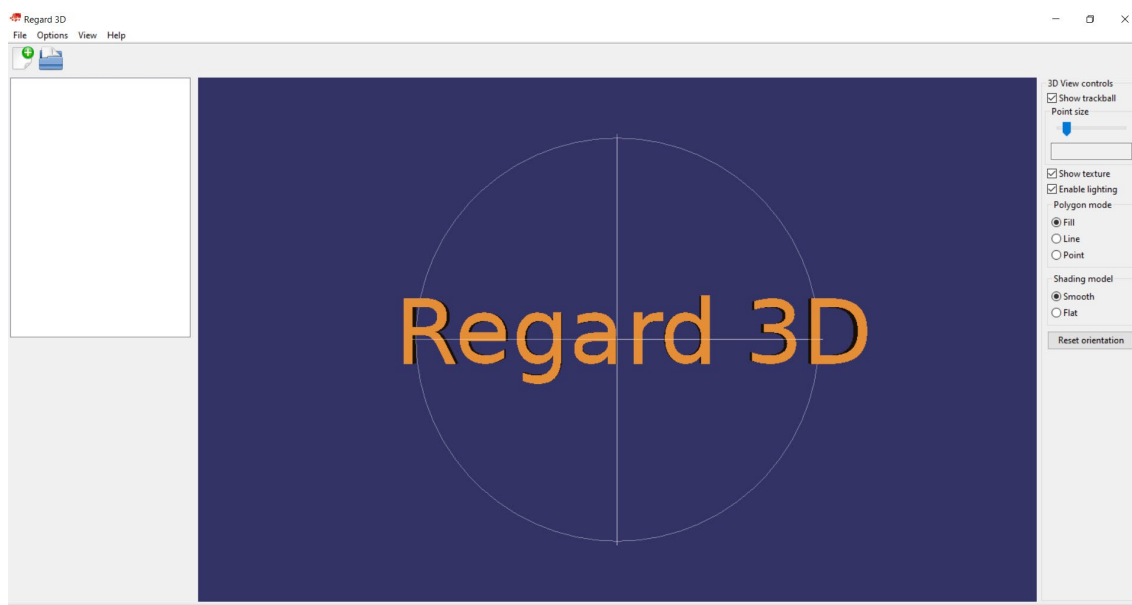 Regard 3D
File Options View Help
3D View controls
Show trackball
Point size
Show texture
Enable lighting
Polygon mode
Fill
Line
Point
Shading model
Smooth
Flat
Reset orientation
Regard 3D